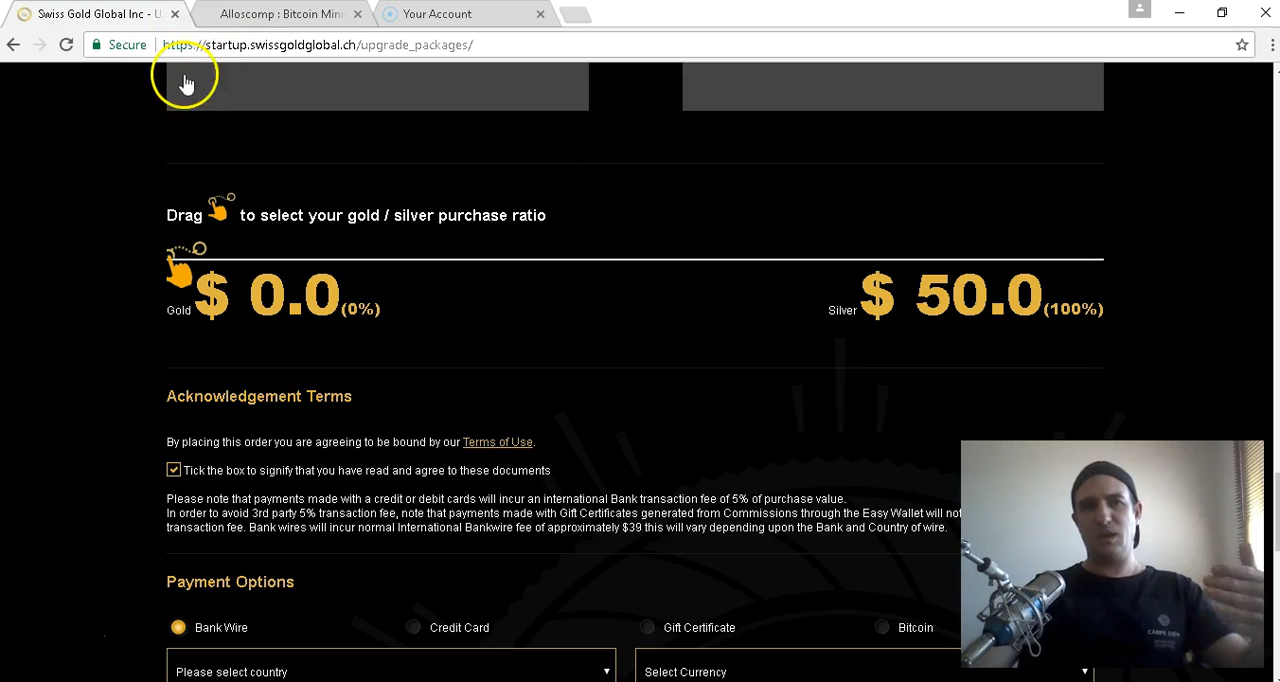 Swiss Gold Global Inc - U
Alloscomp : Bitcoin Mini
Your Account
Secure
https://startup.swissgoldglobal.ch/upgrade_packages/
Drag to select your gold / silver purchase ratio
Gold $ 0.0 (0%)
Silver $ 50.0 (100%)
Acknowledgement Terms
By placing this order you are agreeing to be bound by our Terms of Use.
Tick the box to signify that you have read and agree to these documents
Please note that payments made with a credit or debit cards will incur an international Bank transaction fee of 5% of purchase value.
In order to avoid 3rd party 5% transaction fee, note that payments made with Gift Certificates generated from Commissions through the Easy Wallet will not
transaction fee. Bank wires will incur normal International Bankwire fee of approximately $39 this will vary depending upon the Bank and Country of wire.
Payment Options
Bank Wire
Credit Card
Gift Certificate
Bitcoin
Please select country
Select Currency
CARPE DIEM